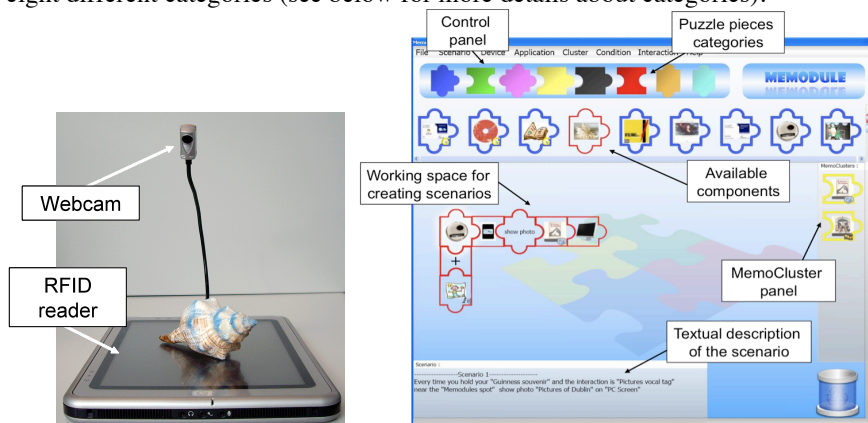 eight different categories (see below for more details about categories).
Control
panel
Puzzle pieces
categories
File Scenario Device Application Cluster Condition Interaction Help
MEMODULE
Webcam
RFID
reader
Working space for
creating scenarios
Available
components
MemoClusters :
show photo
+
MemoCluster
panel
Textual description
of the scenario
Scenario :
--------------------Scenario 1--------------------
Every time you hold your "Guinness souvenir" and the interaction is "Pictures vocal tag"
near the "Memodules spot" show photo "Pictures of Dublin" on "PC Screen"